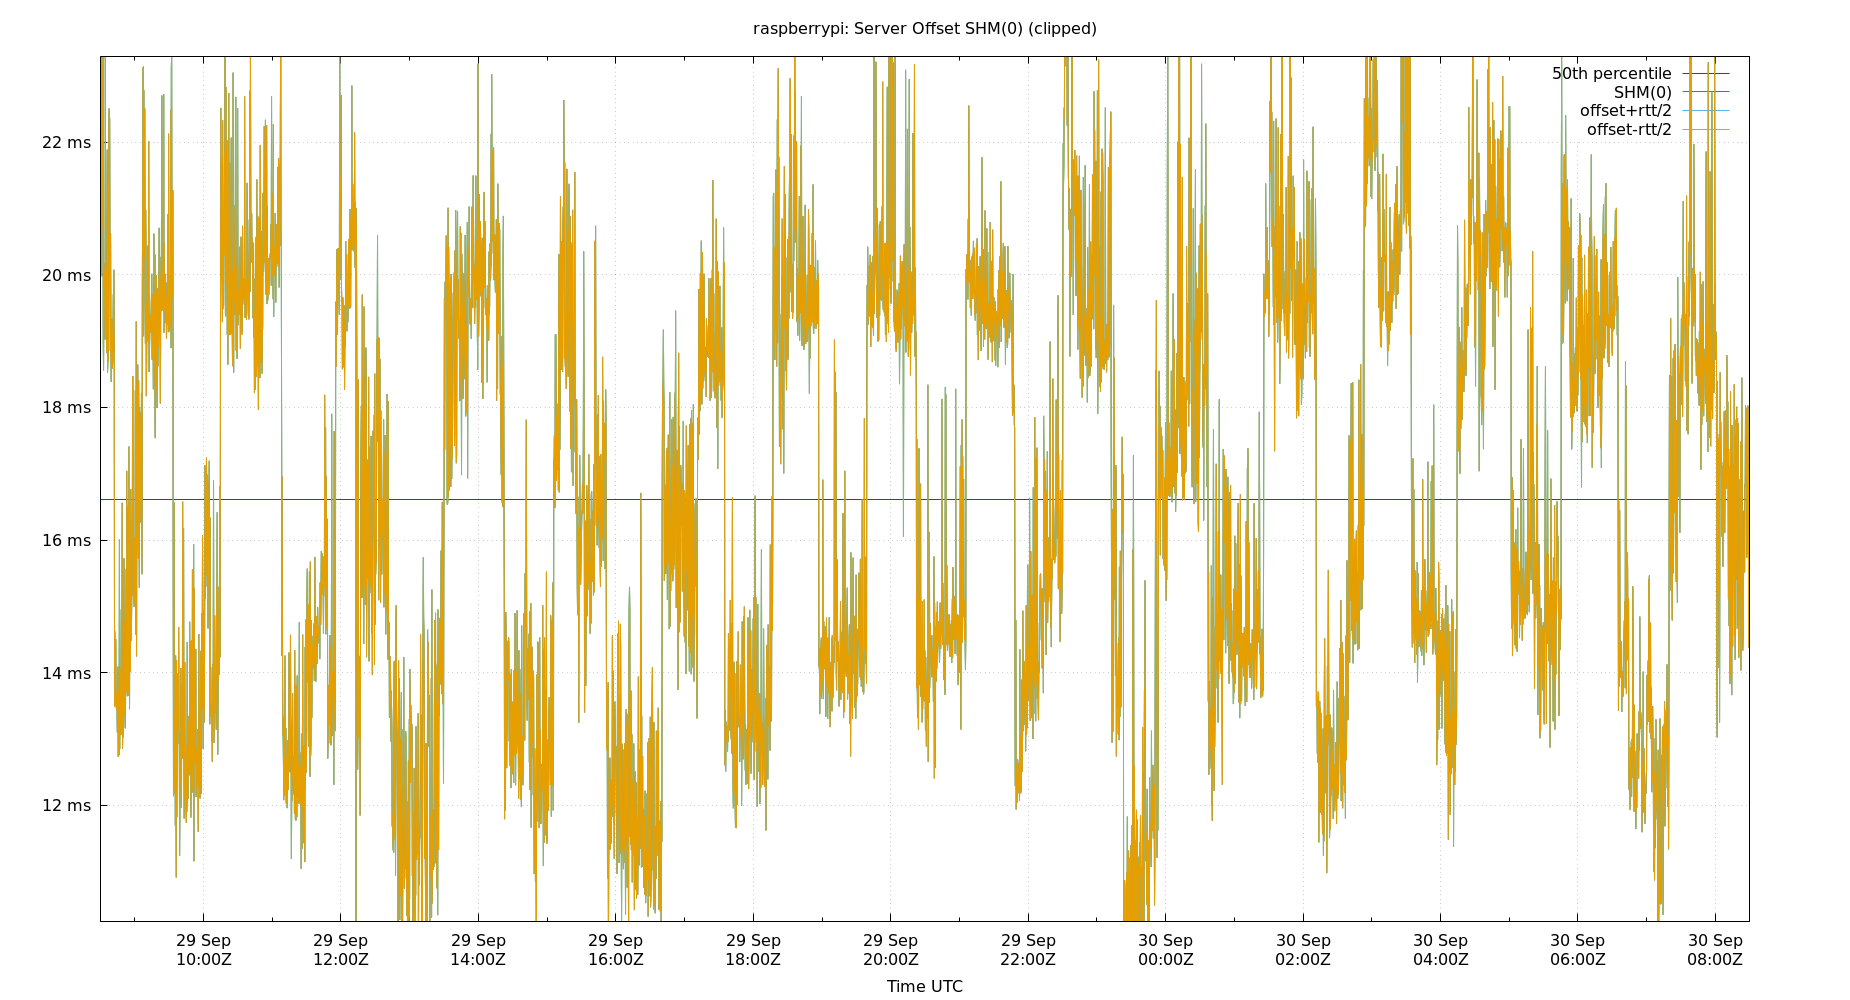 raspberrypi: Server Offset SHM(0) (clipped)
50th percentile
SHM(0)
offset+rtt/2
offset-rtt/2
22 ms
20 ms
18 ms
16 ms
14 ms
12 ms
29 Sep 29 Sep 29 Sep 29 Sep 29 Sep 29 Sep 29 Sep 30 Sep 30 Sep 30 Sep 30 Sep 30 Sep
10:00Z 12:00Z 14:00Z 16:00Z 18:00Z 20:00Z 22:00Z 00:00Z 02:00Z 04:00Z 06:00Z 08:00Z
Time UTC